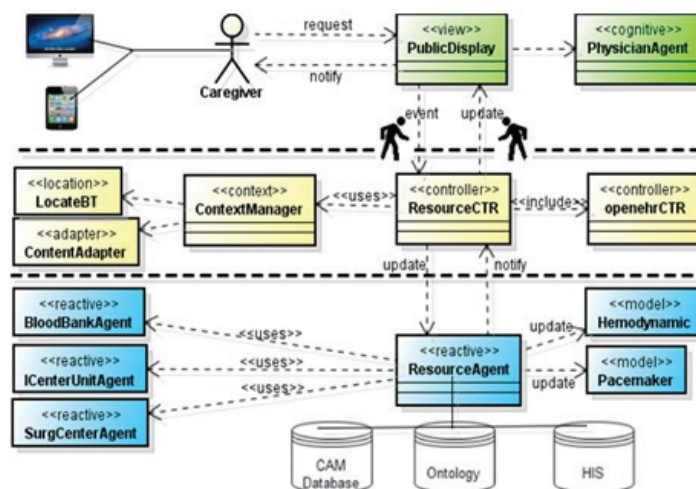 request
<<view>>
PublicDisplay
<<cognitive>>
PhysicianAgent
notify
Caregiver
event
update
<<location>>
LocateBT
<<context>>
ContextManager
<<uses>>
<<controller>>
ResourceCTR
<<include>>
<<controller>>
openehrCTR
<<adapter>>
ContentAdapter
update
notify
<<reactive>>
BloodBankAgent
<<uses>>
<<model>>
Hemodynamic
update
<<reactive>>
ICenterUnitAgent
<<uses>>
<<reactive>>
ResourceAgent
<<model>>
Pacemaker
update
<<uses>>
<<reactive>>
SurgCenterAgent
CAM
Database
Ontology
HIS